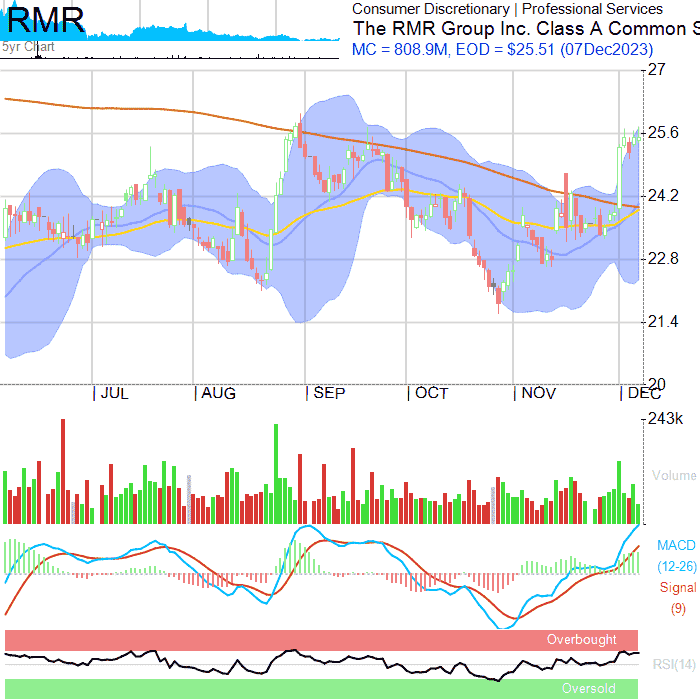 RMR
5yr Chart
Consumer Discretionary | Professional Services
The RMR Group Inc. Class A Common S
MC = 808.9M, EOD = $25.51 (07Dec2023)
27
25.6
24.2
22.8
21.4
20
| JUL | AUG | SEP | OCT | NOV | DEC
243k
Volume
MACD
(12-26)
Signal
(9)
Overbought
RSI(14)
Oversold